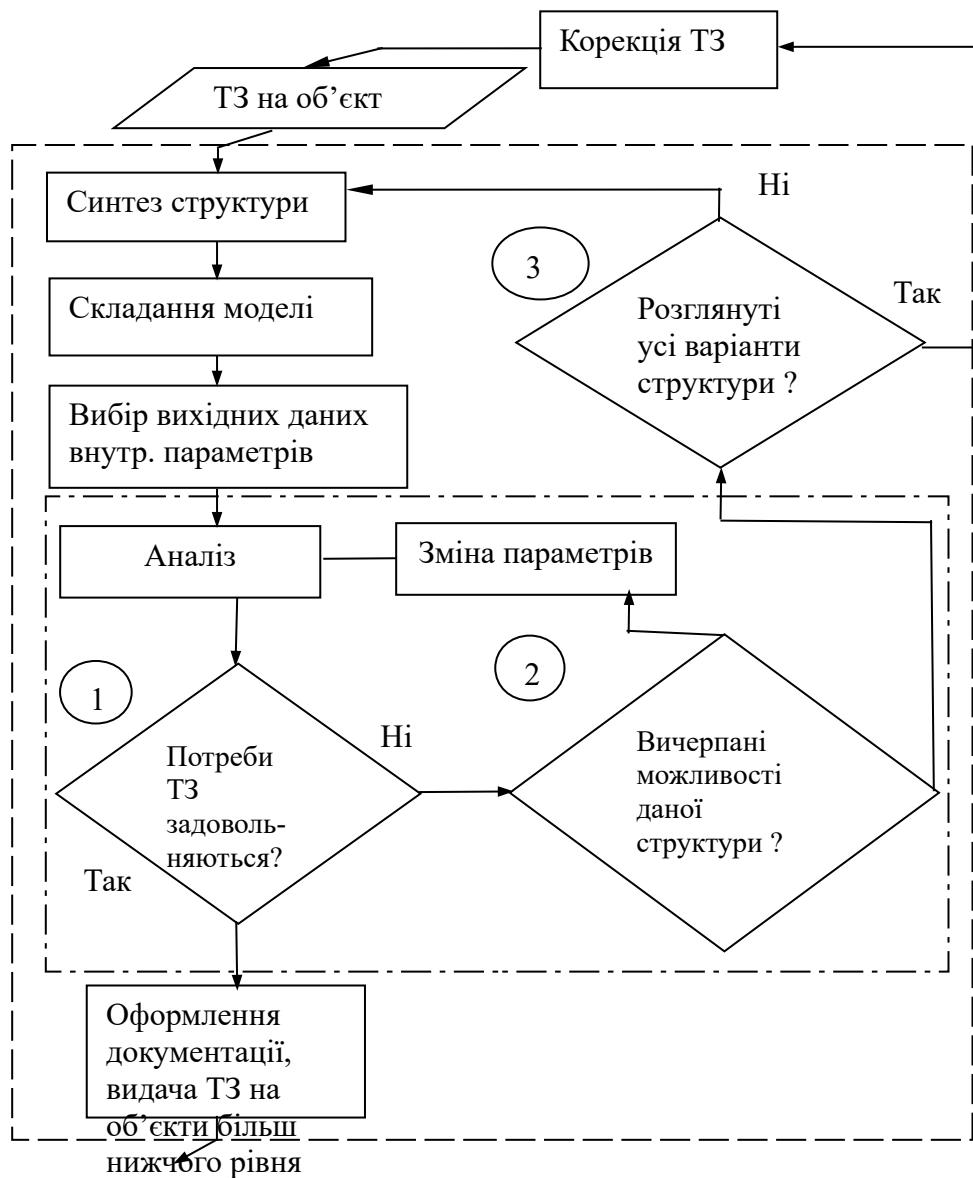 Корекція ТЗ
ТЗ на об’єкт
Синтез структури
Ні
3
Так
Складання моделі
Розглянуті
усі варіанти
структури ?
Вибір вихідних даних
внутр. параметрів
Аналіз
Зміна параметрів
1
2
Ні
Потреби
ТЗ
задоволь-
няються?
Вичерпані
можливості
даної
структури ?
Так
Оформлення
документації,
видача ТЗ на
об’єкти більш
нижчого рівня